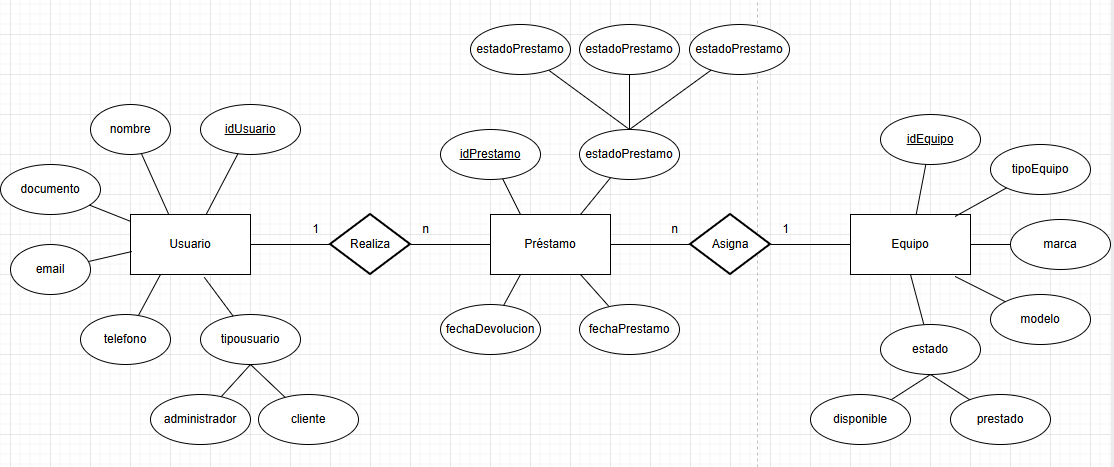 estadoPrestamo
estadoPrestamo
estadoPrestamo
nombre
idUsuario
idPrestamo
estadoPrestamo
idEquipo
tipoEquipo
documento
Usuario
1
Realiza
n
Préstamo
n
Asigna
1
Equipo
marca
email
telefono
tipousuario
fechaDevolucion
fechaPrestamo
modelo
estado
administrador
cliente
disponible
prestado